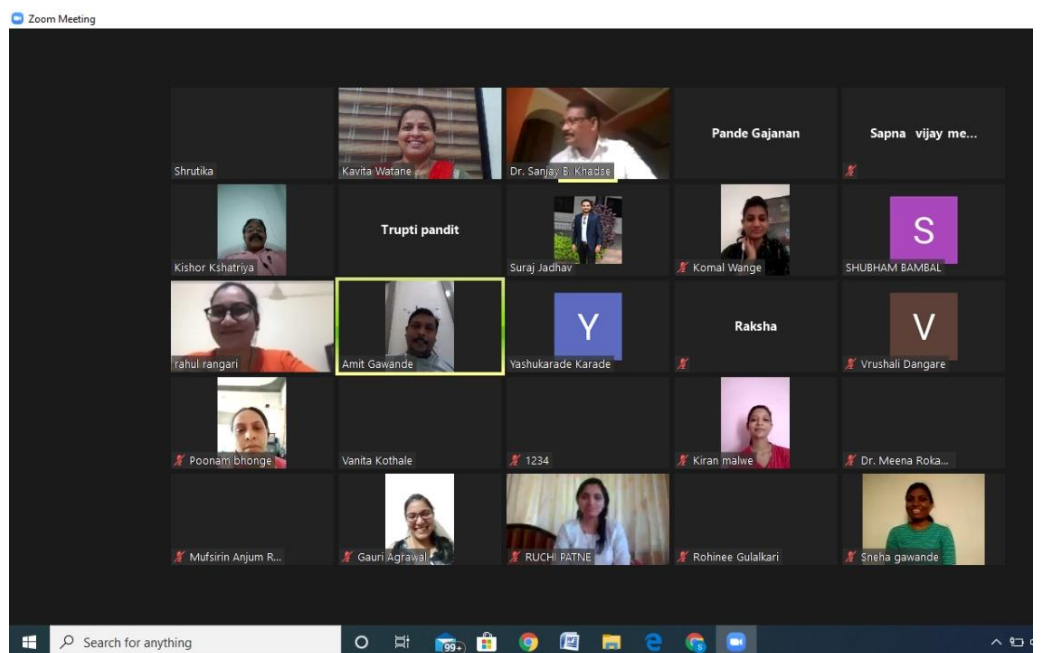 Zoom Meeting
Shrutika
Kavita Watane
Dr. Sanjay B. Khadse
Pande Gajanan
Sapna vijay me...
Kishor Kshatriya
Trupti pandit
Suraj Jadhav
Komal Wange
S
SHUBHAM BAMBAL
rahul rangari
Amit Gawande
Y
Yashukarade Karade
Raksha
V
Vrushali Dangare
Poonam bhonge
Vanita Kothale
1234
Kiran malwe
Dr. Meena Roka...
Mufsirin Anjum R...
Gauri Agrawal
RUCHI PATNE
Rohinee Gulalkari
Sneha gawande
Search for anything
99+